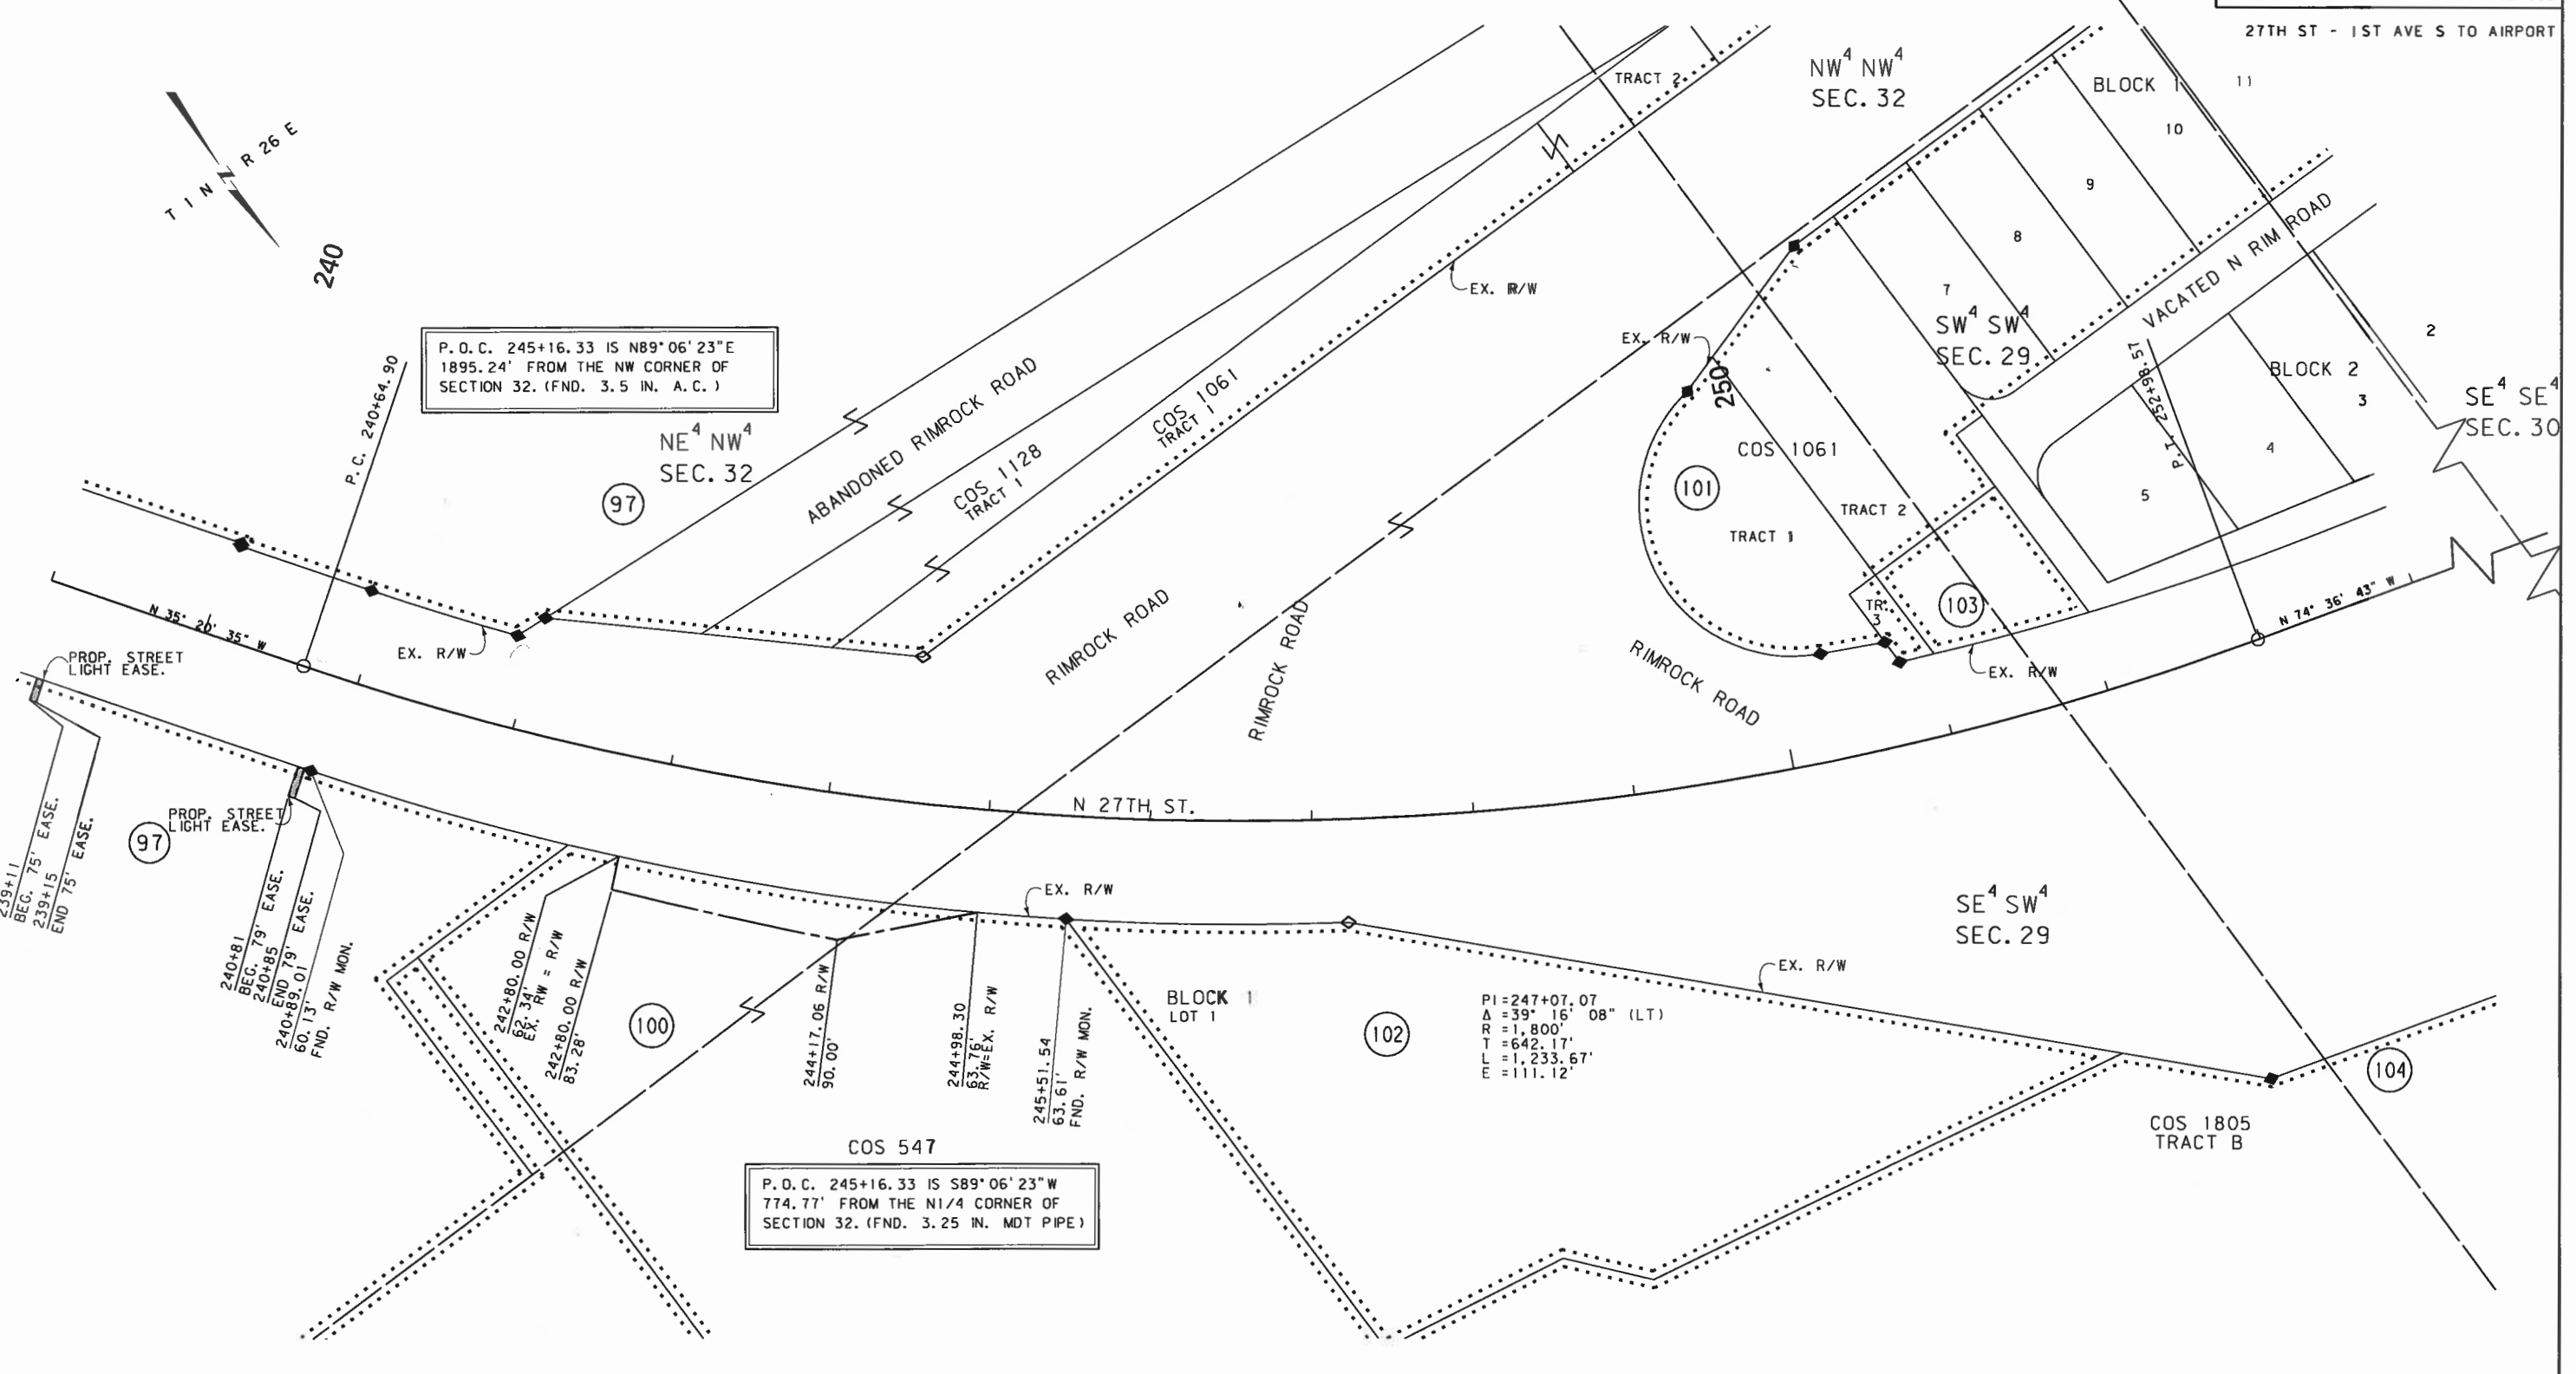 27TH ST - 1ST AVE S TO AIRPORT
T 1 N R 26 E
240
P.C. 240+64.90
P.O.C. 245+16.33 IS N89°06'23"E
1895.24' FROM THE NW CORNER OF
SECTION 32. (FND. 3.5 IN. A.C.)
NE⁴ NW⁴
SEC. 32
97
ABANDONED RIMROCK ROAD
COS 1128
TRACT 1
COS 1061
TRACT 1
TRACT 2
EX. R/W
NW⁴ NW⁴
SEC. 32
BLOCK 1
11
10
9
8
7
SW⁴ SW⁴
SEC. 29
VACATED N RIM ROAD
BLOCK 2
2
3
4
5
SE⁴ SE⁴
SEC. 30
P.I. 252+98.57
EX. R/W
250
101
COS 1061
TRACT 1
TRACT 2
TR.
3
103
EX. R/W
N 74° 36' 43" W
RIMROCK ROAD
RIMROCK ROAD
RIMROCK ROAD
EX. R/W
N 35° 20' 35" W
PROP. STREET
LIGHT EASE.
PROP. STREET
LIGHT EASE.
97
239+11
BEG. 75' EASE.
239+15
END 75' EASE.
240+81
BEG. 79' EASE.
240+85
END 79' EASE.
240+89.01
60.13'
FND. R/W MON.
N 27TH ST.
EX. R/W
242+80.00 R/W
62.34'
EX. RW = R/W
242+80.00 R/W
83.28'
100
244+17.06 R/W
90.00'
244+98.30
63.76'
R/W=EX. R/W
245+51.54
63.61'
FND. R/W MON.
BLOCK 1
LOT 1
102
PI=247+07.07
Δ =39° 16' 08" (LT)
R =1,800'
T =642.17'
L =1,233.67'
E =111.12'
EX. R/W
SE⁴ SW⁴
SEC. 29
104
COS 1805
TRACT B
COS 547
P.O.C. 245+16.33 IS S89°06'23"W
774.77' FROM THE N1/4 CORNER OF
SECTION 32. (FND. 3.25 IN. MDT PIPE)